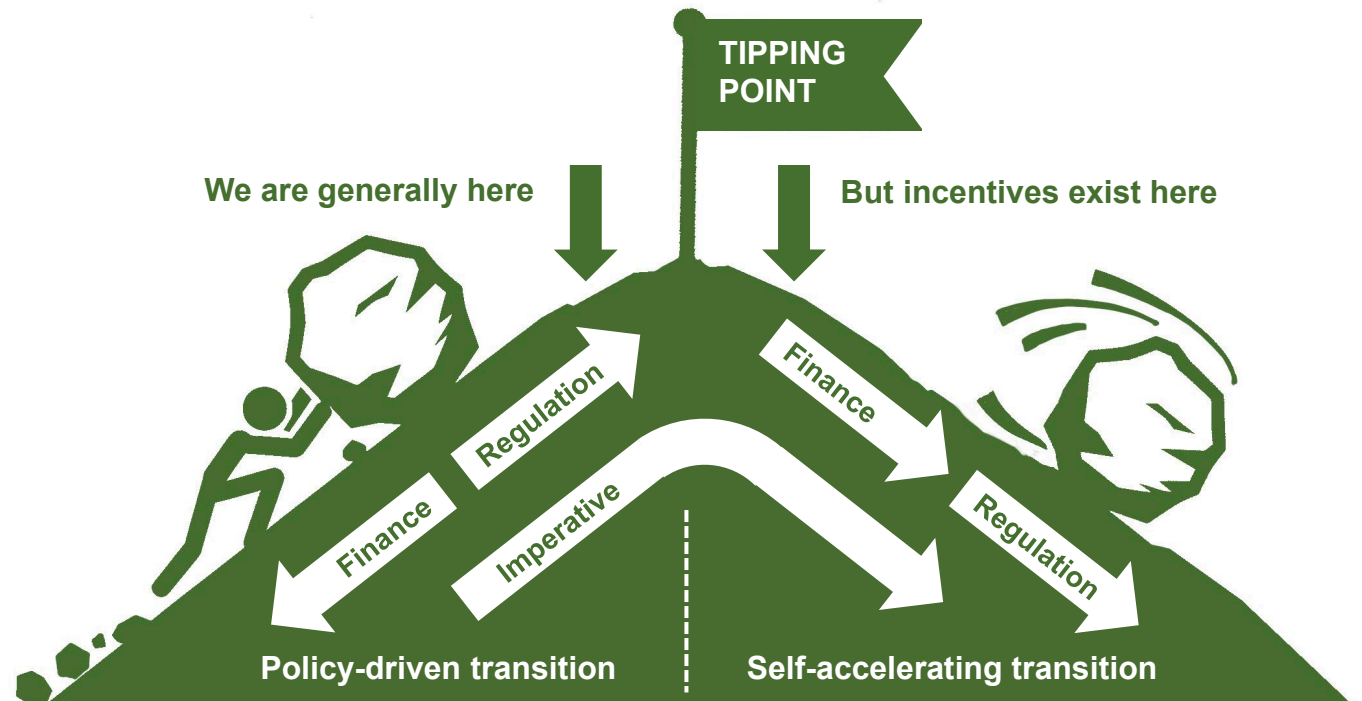 TIPPING
POINT
We are generally here
But incentives exist here
Regulation
Finance
Imperative
Finance
Regulation
Policy-driven transition
Self-accelerating transition